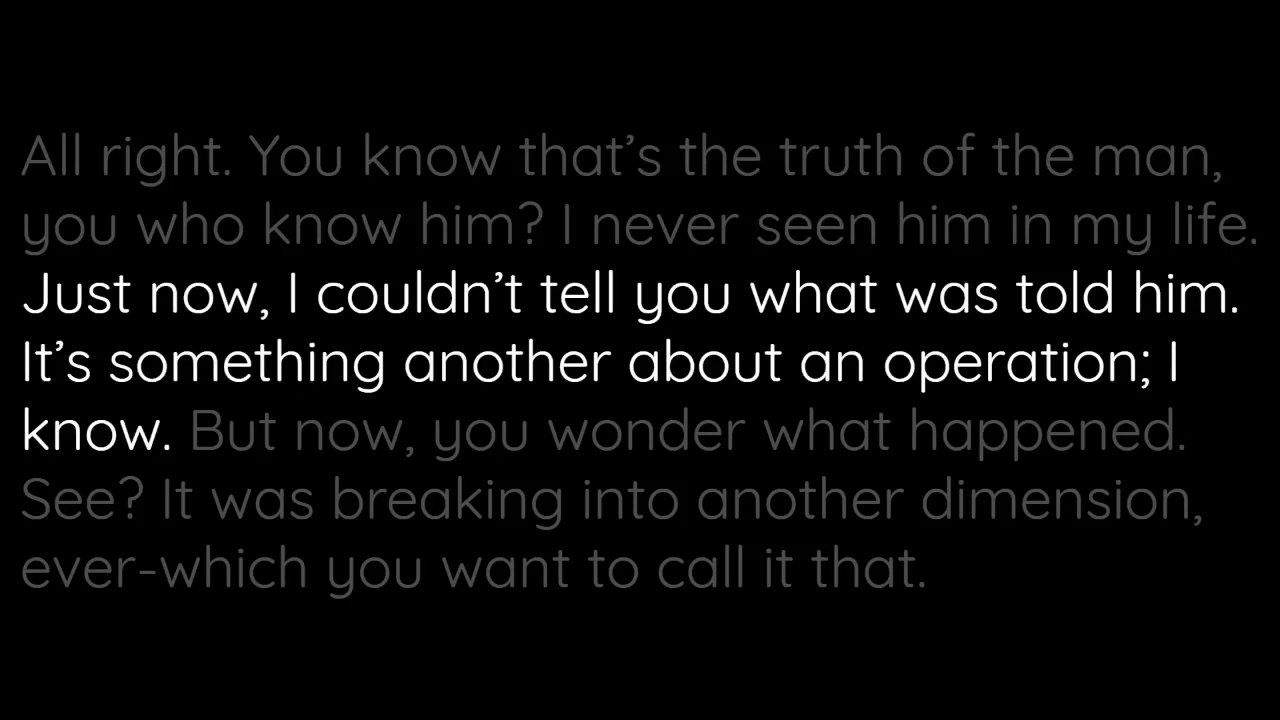 All right. You know that’s the truth of the man,
you who know him? I never seen him in my life.
Just now, I couldn’t tell you what was told him.
It’s something another about an operation; I
know. But now, you wonder what happened.
See? It was breaking into another dimension,
ever-which you want to call it that.